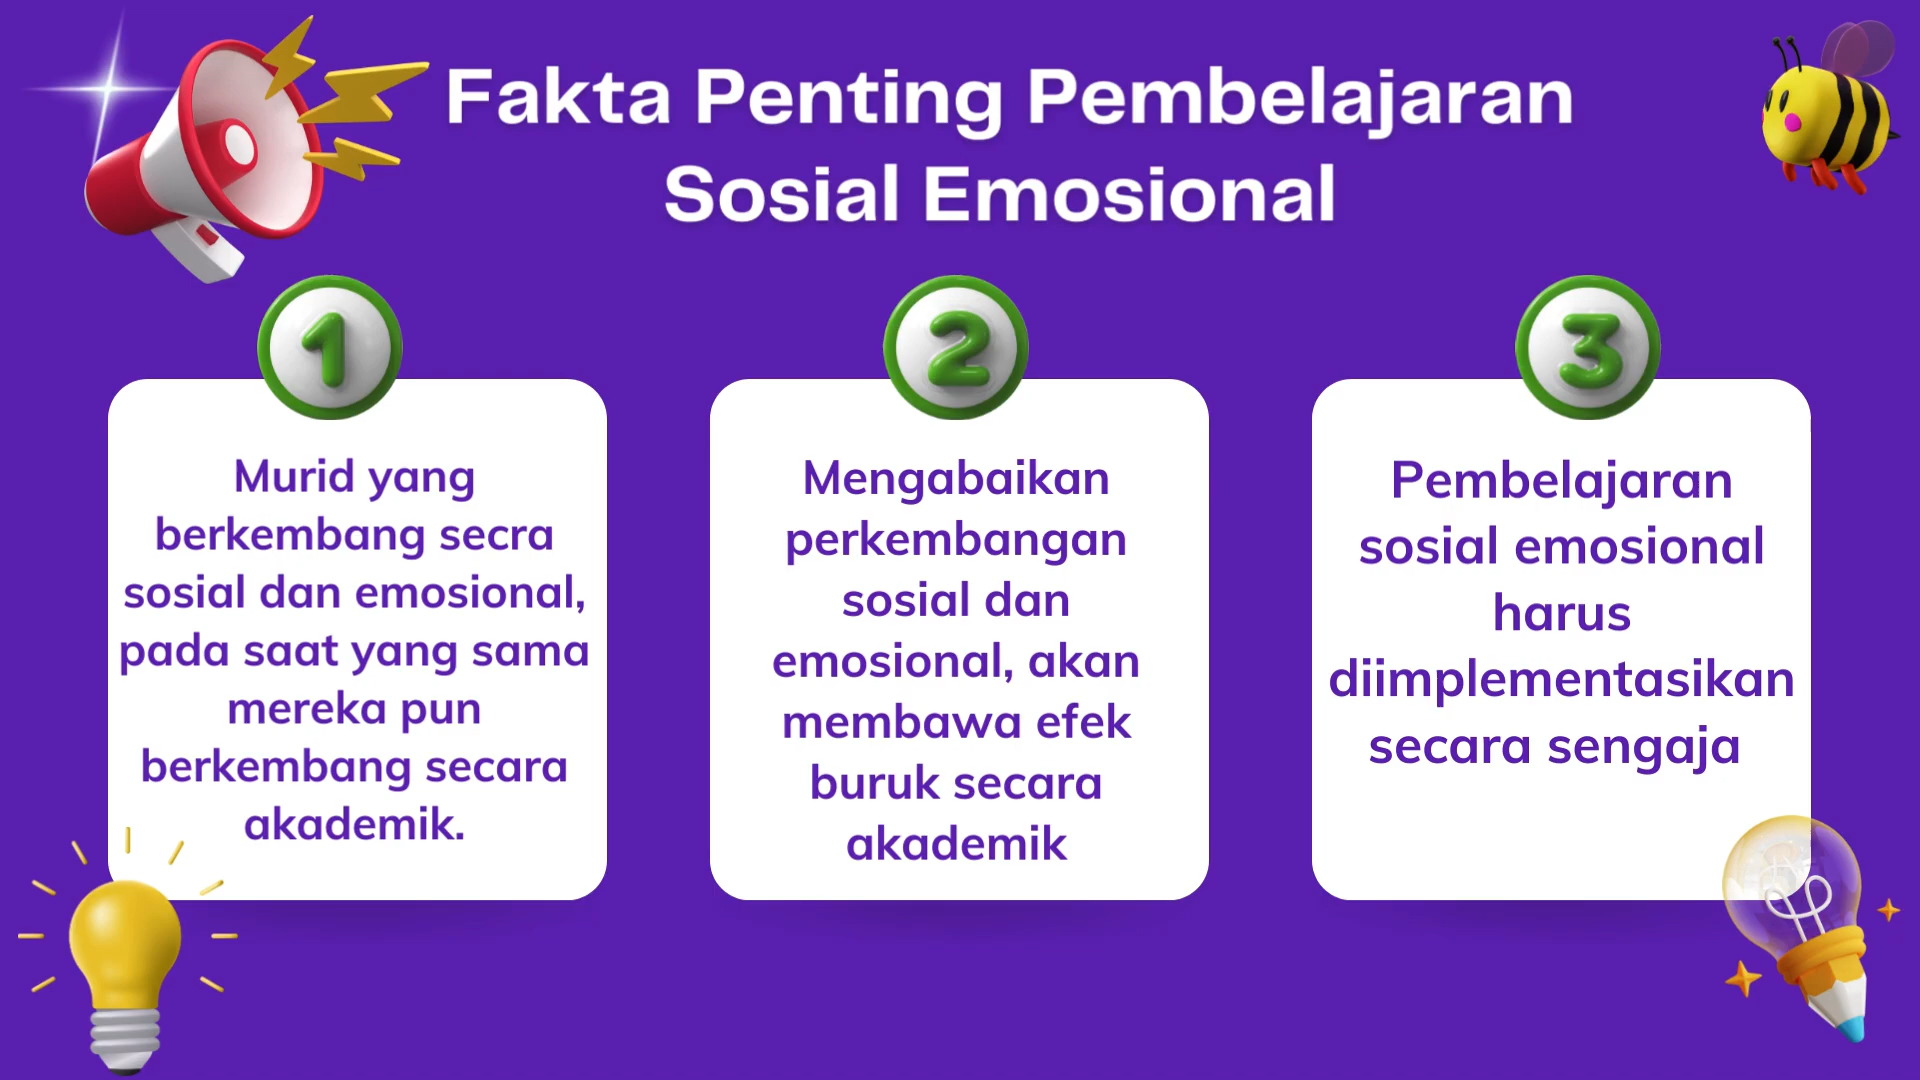 Fakta Penting Pembelajaran
Sosial Emosional
1
Murid yang
berkembang secra
sosial dan emosional,
pada saat yang sama
mereka pun
berkembang secara
akademik.
2
Mengabaikan
perkembangan
sosial dan
emosional, akan
membawa efek
buruk secara
akademik
3
Pembelajaran
sosial emosional
harus
diimplementasikan
secara sengaja